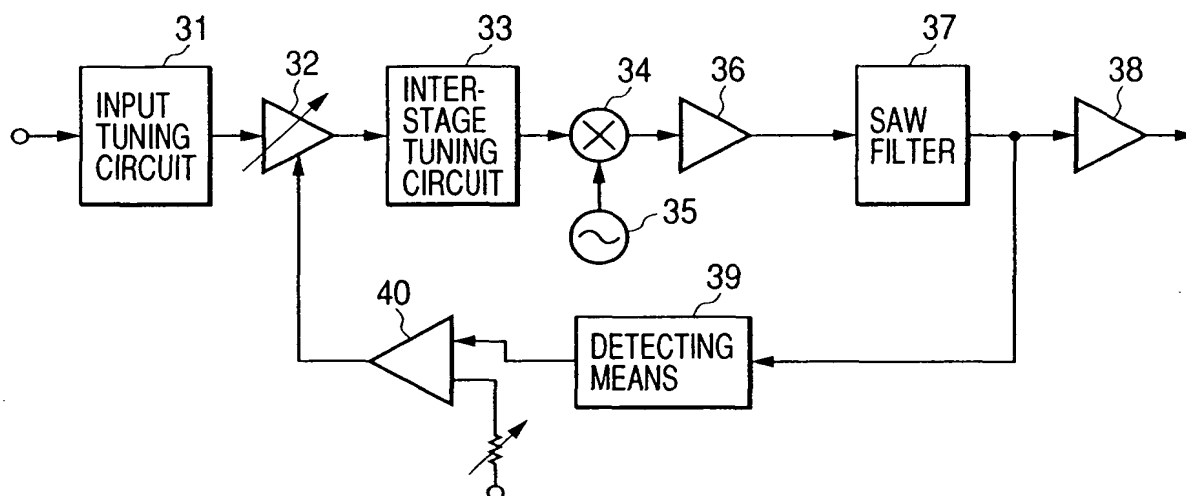 31
INPUT
TUNING
CIRCUIT
32
33
INTER-
STAGE
TUNING
CIRCUIT
34
35
36
37
SAW
FILTER
38
39
DETECTING
MEANS
40